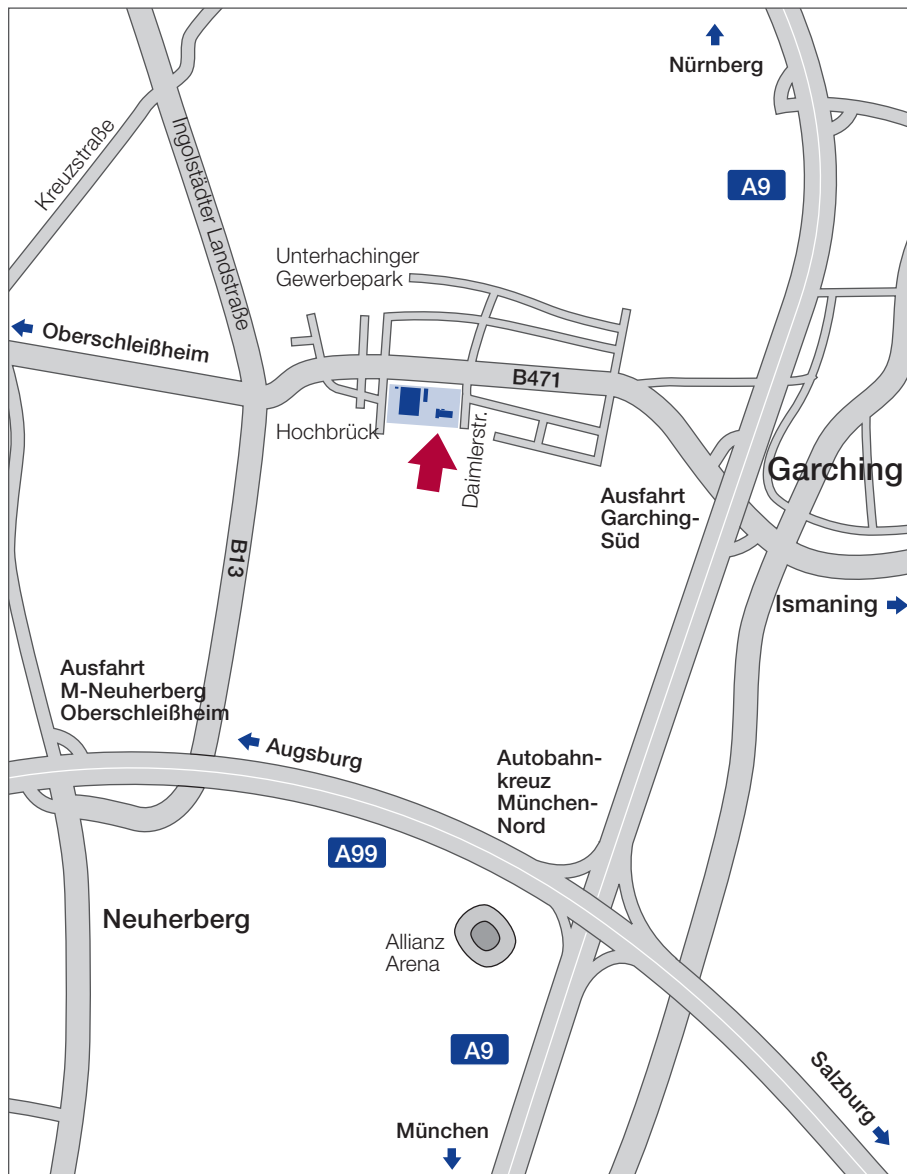 Nürnberg
Kreuzstraße
Ingolstädter Landstraße
A9
Unterhachinger
Gewerbepark
Oberschleißheim
B471
Hochbrück
Daimlerstr.
Garching
Ausfahrt
Garching-
Süd
B13
Ismaning
Ausfahrt
M-Neuherberg
Oberschleißheim
Augsburg
Autobahn-
kreuz
München-
Nord
A99
Neuherberg
Allianz
Arena
A9
Salzburg
München